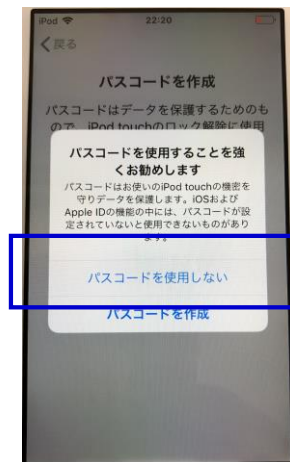 iPod 22:20
戻る
パスコードを作成
パスコードはデータを保護するためのも
ので、iPod touchのロック解除に使用
パスコードを使用することを強
くお勧めします
パスコードはお使いのiPod touchの機密を
守りデータを保護します。iOSおよび
Apple IDの機能の中には、パスコードが設
定されていないと使用できないものがあり
ます。
パスコードを使用しない
パスコードを作成